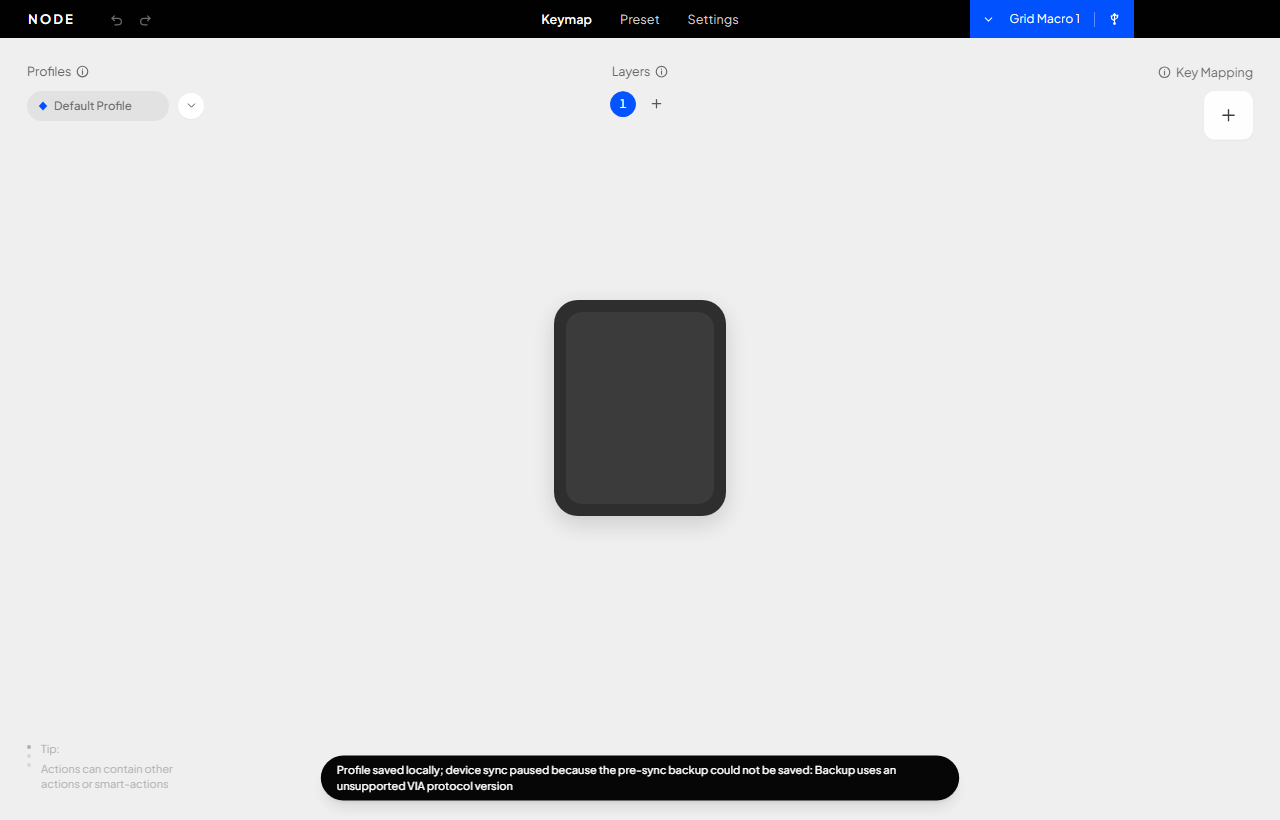 NODE
Keymap
Preset
Settings
Grid Macro 1
Profiles
Layers
Key Mapping
Default Profile
1
Tip:
Actions can contain other
actions or smart-actions
Profile saved locally; device sync paused because the pre-sync backup could not be saved: Backup uses an
unsupported VIA protocol version